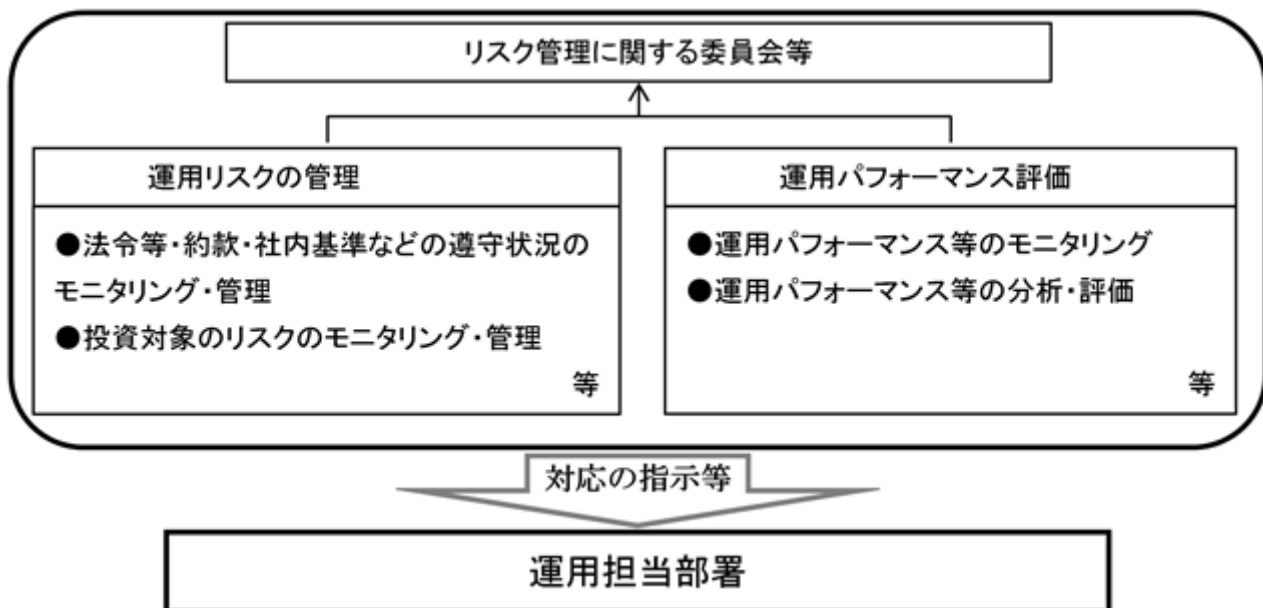 リスク管理に関する委員会等
運用リスクの管理
●法令等・約款・社内基準などの遵守状況の
モニタリング・管理
●投資対象のリスクのモニタリング・管理
等
運用パフォーマンス評価
●運用パフォーマンス等のモニタリング
●運用パフォーマンス等の分析・評価
等
対応の指示等
運用担当部署